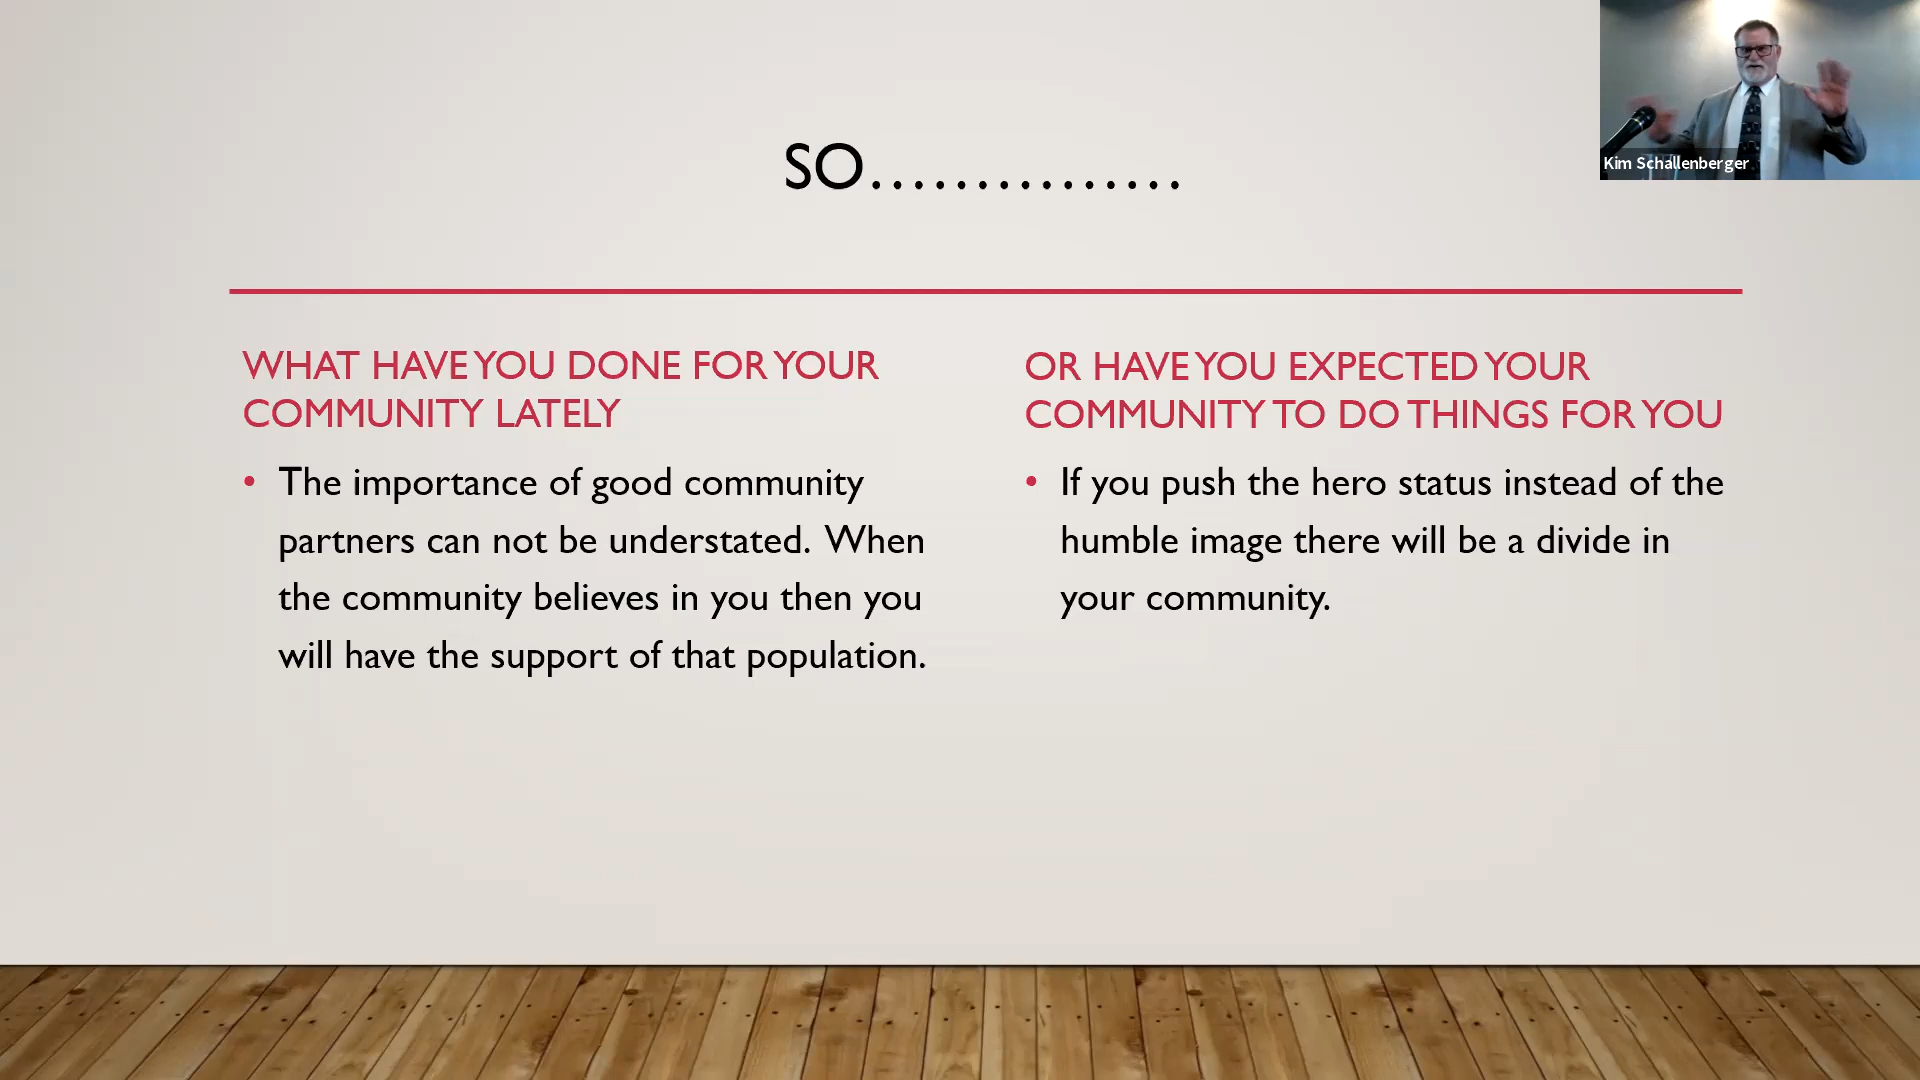 SO...............
Kim Schallenberger
WHAT HAVE YOU DONE FOR YOUR
COMMUNITY LATELY
• The importance of good community
partners can not be understated. When
the community believes in you then you
will have the support of that population.
OR HAVE YOU EXPECTED YOUR
COMMUNITY TO DO THINGS FOR YOU
• If you push the hero status instead of the
humble image there will be a divide in
your community.